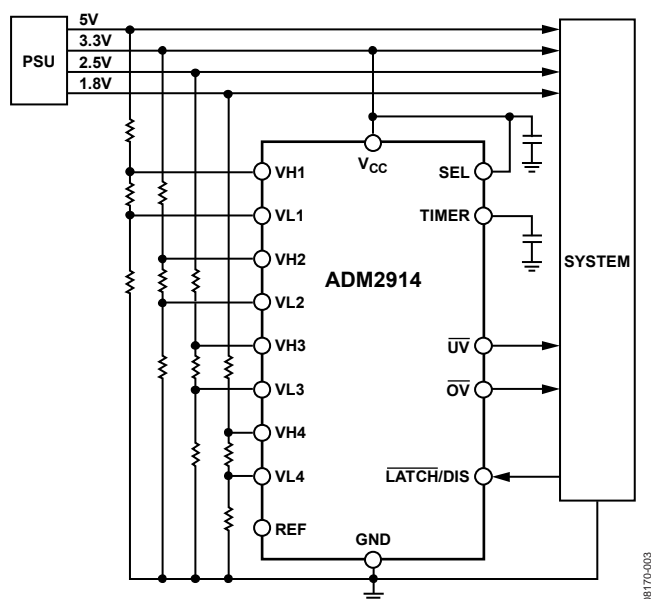 5V
3.3V
PSU
2.5V
1.8V
VCC
VH1
SEL
VL1
TIMER
VH2
ADM2914
SYSTEM
VL2
VH3
UV
VL3
OV
VH4
VL4
LATCH/DIS
REF
GND
08170-003